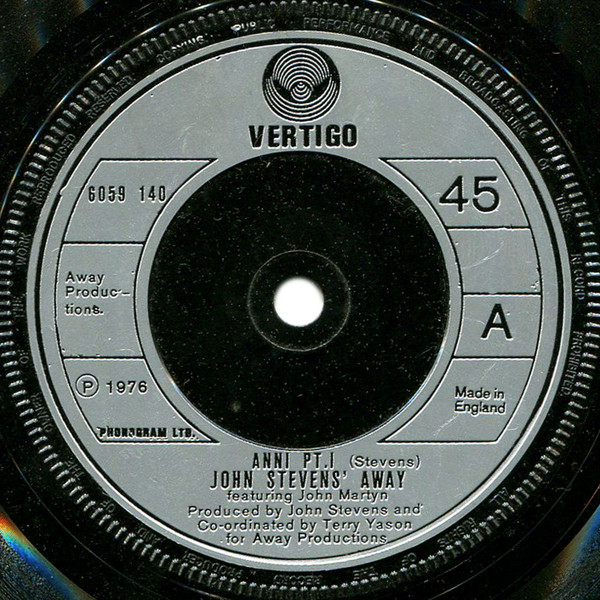 VERTIGO
6059 140
45
Away
Produc-
tions.
A
Ⓟ 1976
Made in
England
PHONOGRAM LTD.
ANNI PT.I (Stevens)
JOHN STEVENS' AWAY
featuring John Martyn
Produced by John Stevens and
Co-ordinated by Terry Yason
for Away Productions